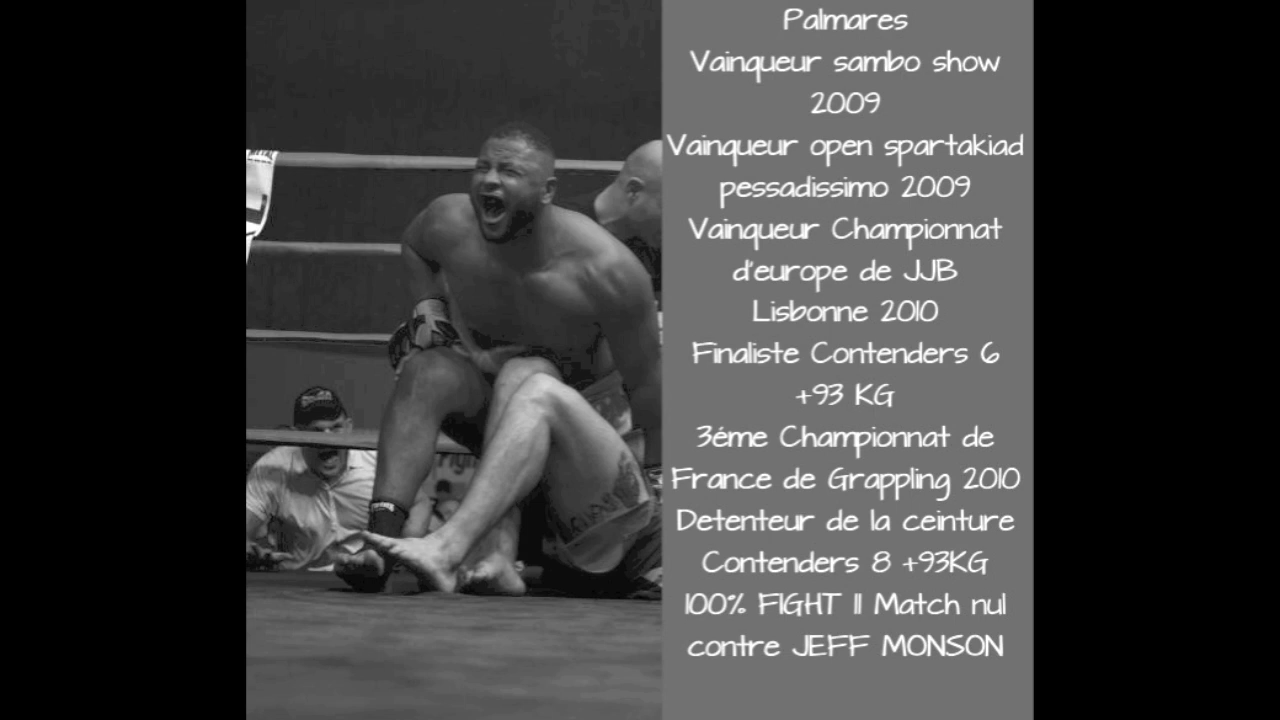 Palmares
Vainqueur sambo show
2009
Vainqueur open spartakiad
pessadissimo 2009
Vainqueur Championnat
d'europe de JJB
Lisbonne 2010
Finaliste Contenders 6
+93 KG
3éme Championnat de
France de Grappling 2010
Detenteur de la ceinture
Contenders 8 +93KG
100% FIGHT 11 Match nul
contre JEFF MONSON